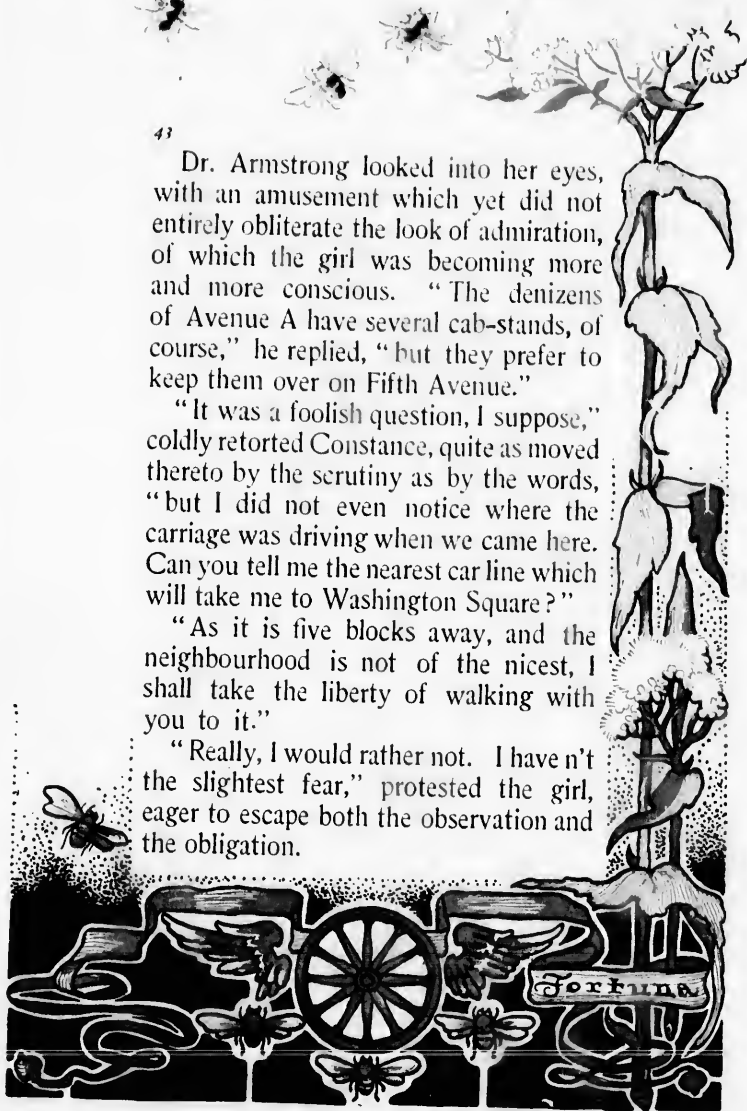 43
Dr. Armstrong looked into her eyes,
with an amusement which yet did not
entirely obliterate the look of admiration,
of which the girl was becoming more
and more conscious. “The denizens
of Avenue A have several cab-stands, of
course,” he replied, “but they prefer to
keep them over on Fifth Avenue.”
“It was a foolish question, I suppose,”
coldly retorted Constance, quite as moved
thereto by the scrutiny as by the words,
“but I did not even notice where the
carriage was driving when we came here.
Can you tell me the nearest car line which
will take me to Washington Square?”
“As it is five blocks away, and the
neighbourhood is not of the nicest, I
shall take the liberty of walking with
you to it.”
“Really, I would rather not. I have n't
the slightest fear,” protested the girl,
eager to escape both the observation and
the obligation.
Fortuna